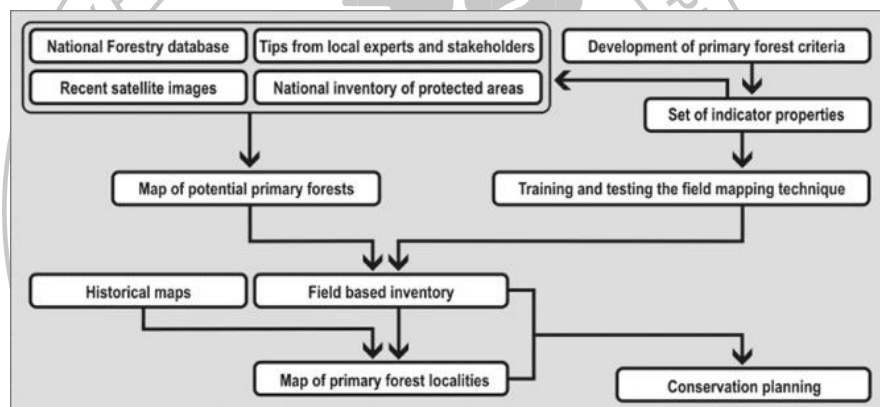 National Forestry database
Tips from local experts and stakeholders
Development of primary forest criteria
Recent satellite images
National inventory of protected areas
Set of indicator properties
Map of potential primary forests
Training and testing the field mapping technique
Historical maps
Field based inventory
Map of primary forest localities
Conservation planning